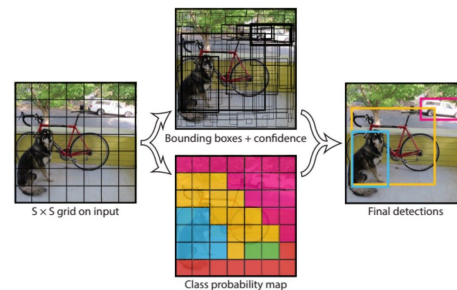 S × S grid on input
Bounding boxes + confidence
Class probability map
Final detections